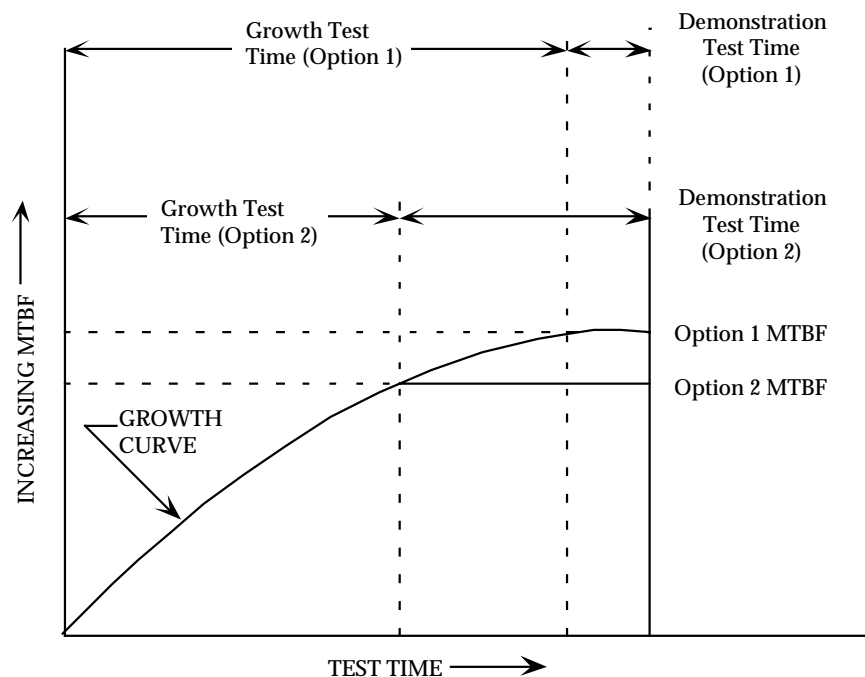 Growth Test
Time (Option 1)
Demonstration
Test Time
(Option 1)
Growth Test
Time (Option 2)
Demonstration
Test Time
(Option 2)
INCREASING MTBF
Option 1 MTBF
Option 2 MTBF
GROWTH
CURVE
TEST TIME